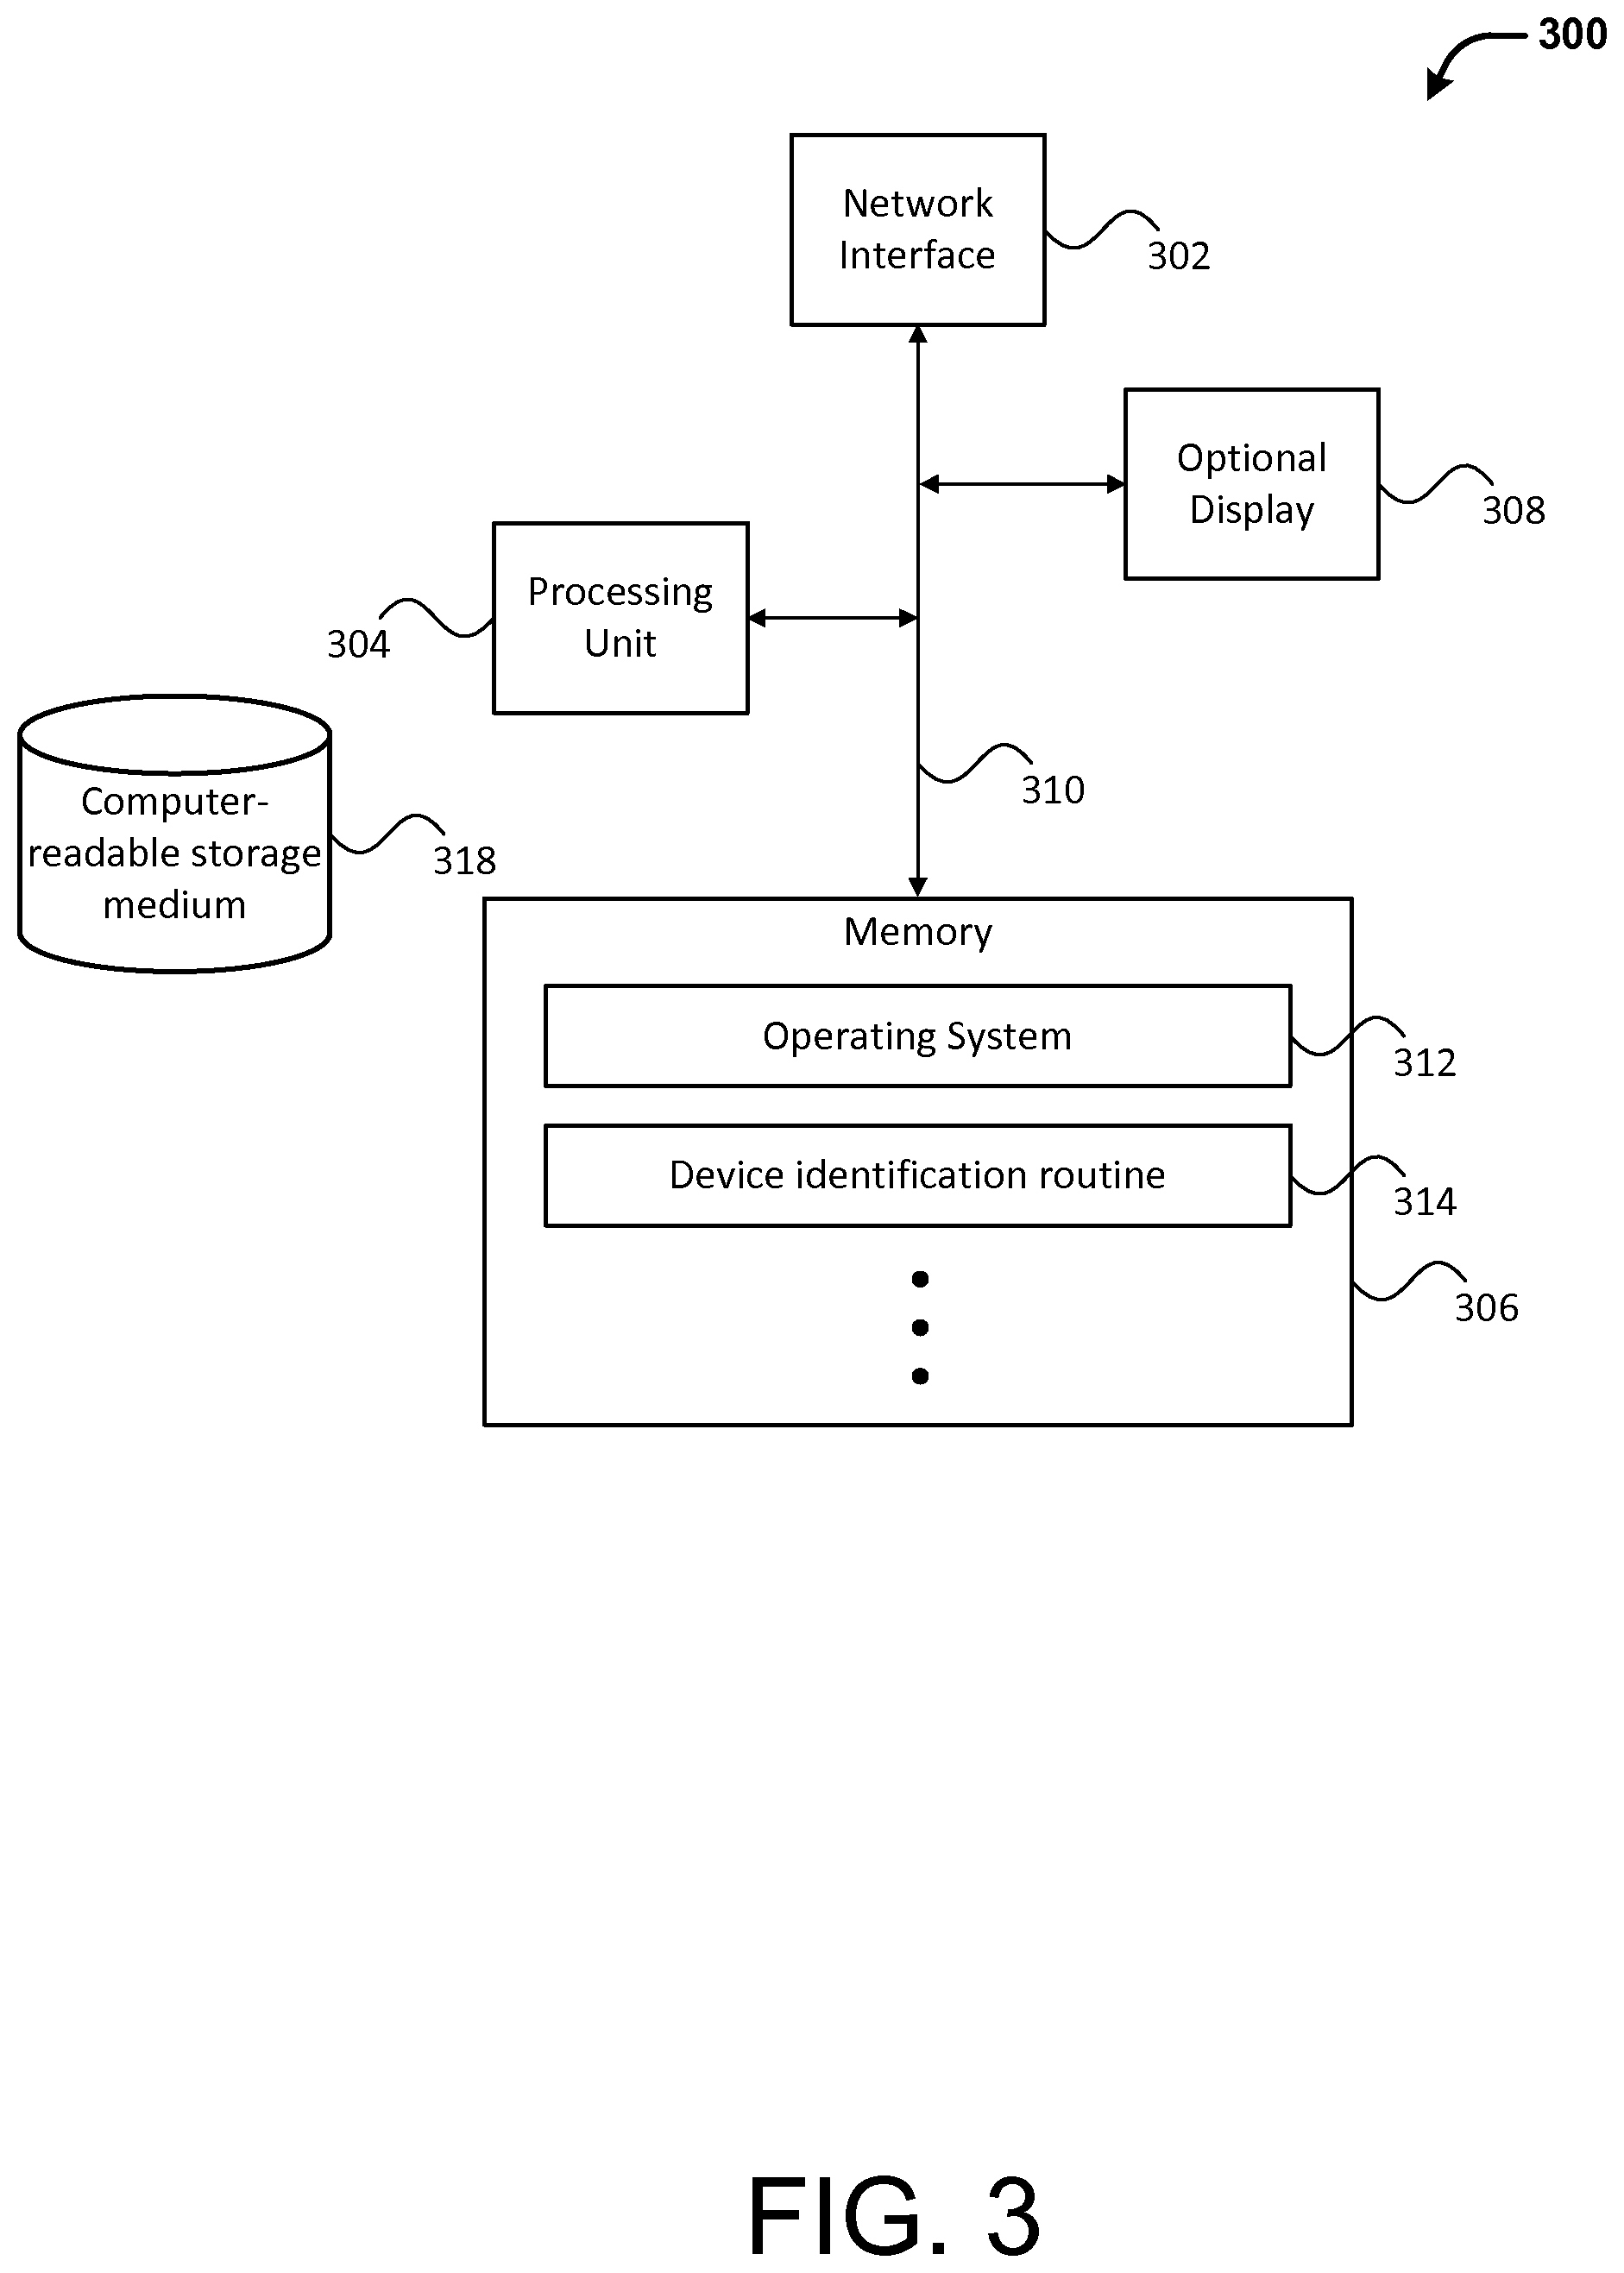 300
Network
Interface
302
Optional
Display
308
Processing
Unit
304
310
Computer-
readable storage
medium
318
Memory
Operating System
312
Device identification routine
314
306
FIG. 3